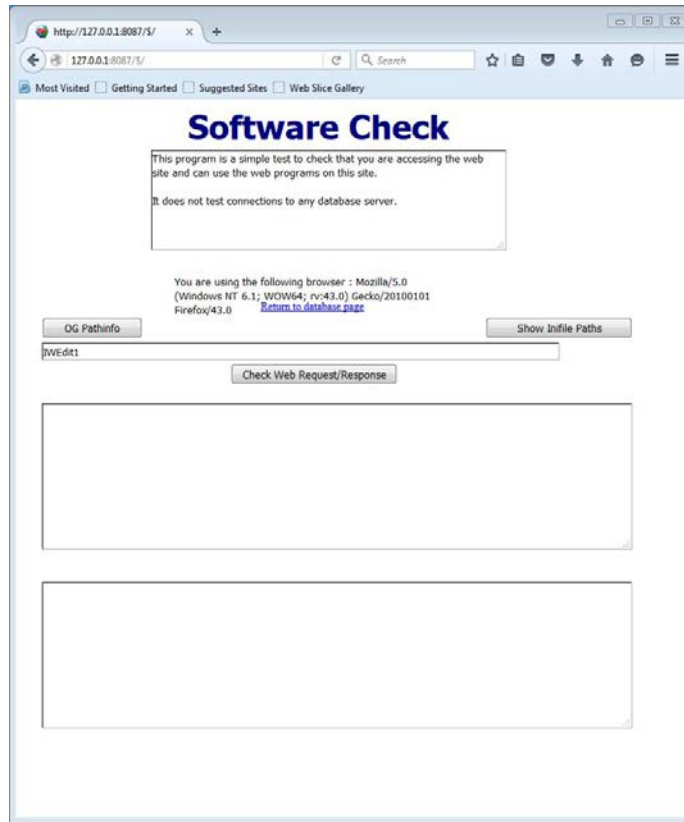 http://127.0.0.1:8087/$/
127.0.0.1:8087/$/
Search
Most Visited Getting Started Suggested Sites Web Slice Gallery
Software Check
This program is a simple test to check that you are accessing the web
site and can use the web programs on this site.
It does not test connections to any database server.
You are using the following browser : Mozilla/5.0
(Windows NT 6.1; WOW64; rv:43.0) Gecko/20100101
Firefox/43.0 Return to database page
OG Pathinfo Show Inifile Paths
IWEdit1
Check Web Request/Response